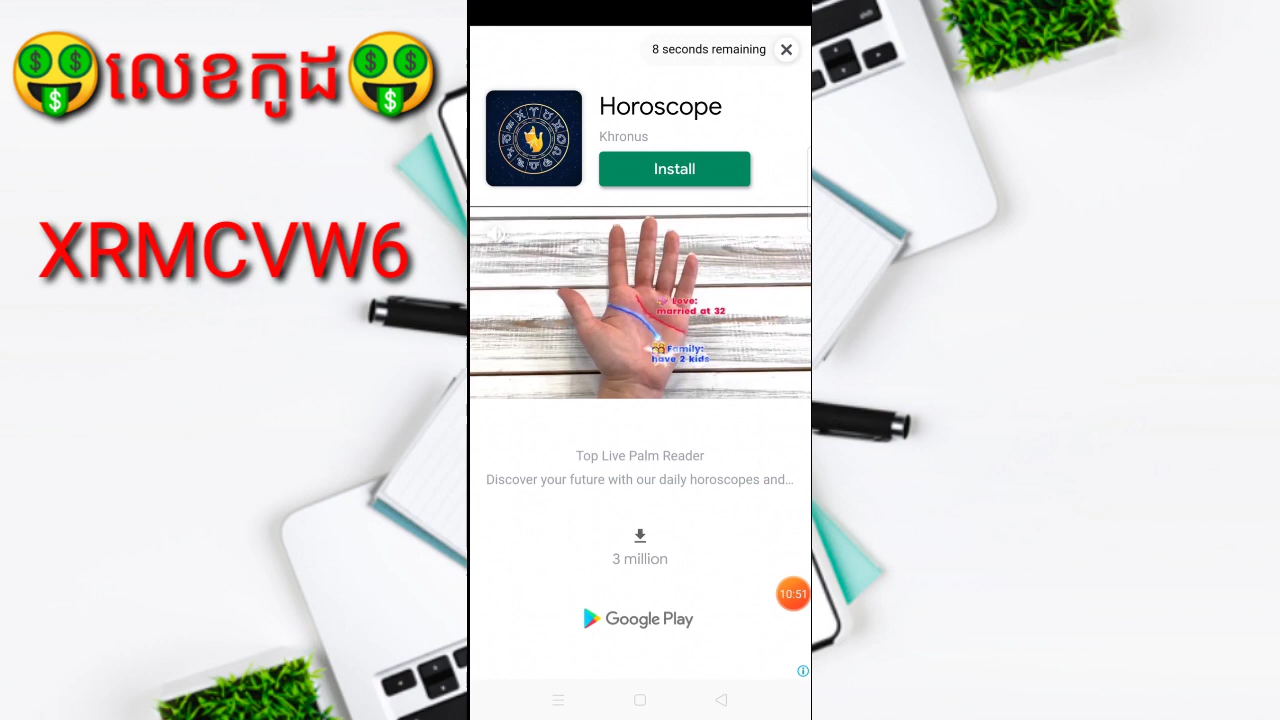 លេខកូដ
XRMCVW6
8 seconds remaining
Horoscope
Khronus
Install
Love:
married at 32
Family:
have 2 kids
Top Live Palm Reader
Discover your future with our daily horoscopes and...
3 million
10:51
Google Play